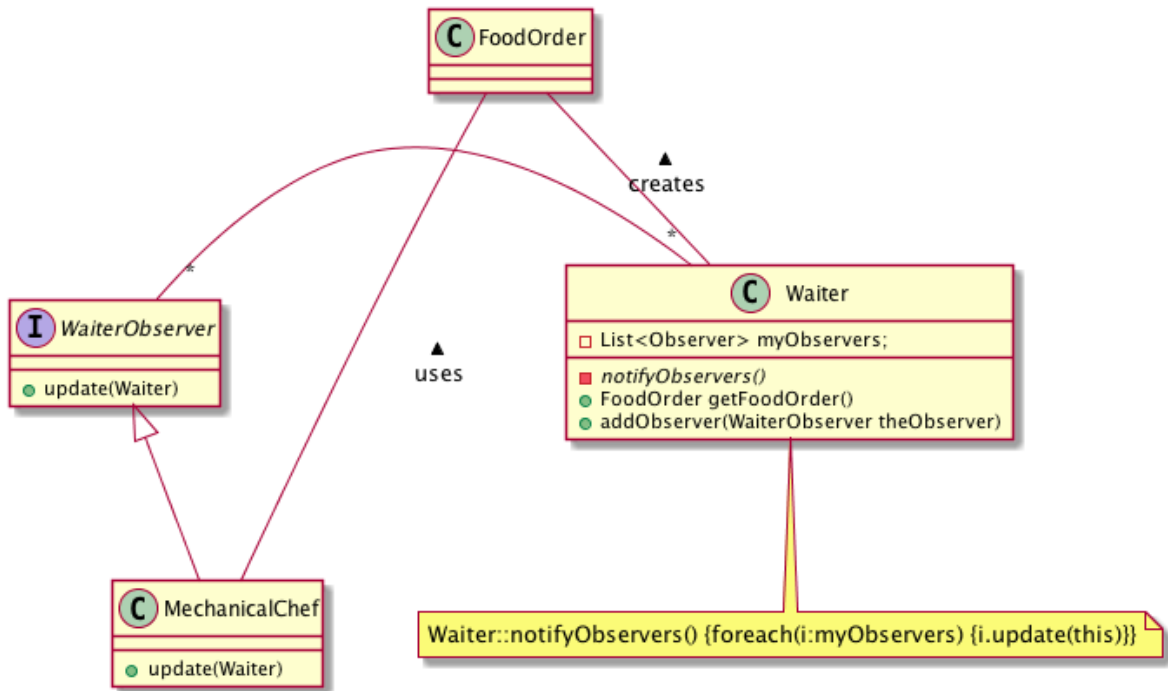 C FoodOrder
▲
creates
*
*
I WaiterObserver
update(Waiter)
C Waiter
List<Observer> myObservers;
notifyObservers()
FoodOrder getFoodOrder()
addObserver(WaiterObserver theObserver)
▲
uses
C MechanicalChef
update(Waiter)
Waiter::notifyObservers() {foreach(i:myObservers) {i.update(this)}}